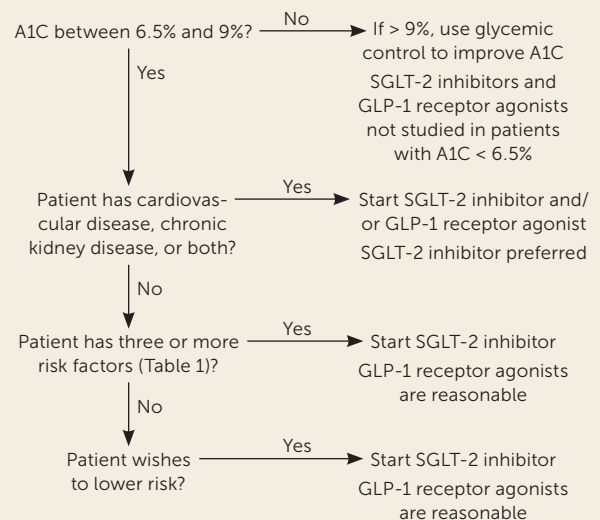 A1C between 6.5% and 9%?
No
If > 9%, use glycemic
control to improve A1C
SGLT-2 inhibitors and
GLP-1 receptor agonists
not studied in patients
with A1C < 6.5%
Yes
Patient has cardiovas-
cular disease, chronic
kidney disease, or both?
Yes
Start SGLT-2 inhibitor and/
or GLP-1 receptor agonist
SGLT-2 inhibitor preferred
No
Patient has three or more
risk factors (Table 1)?
Yes
Start SGLT-2 inhibitor
GLP-1 receptor agonists
are reasonable
No
Patient wishes
to lower risk?
Yes
Start SGLT-2 inhibitor
GLP-1 receptor agonists
are reasonable